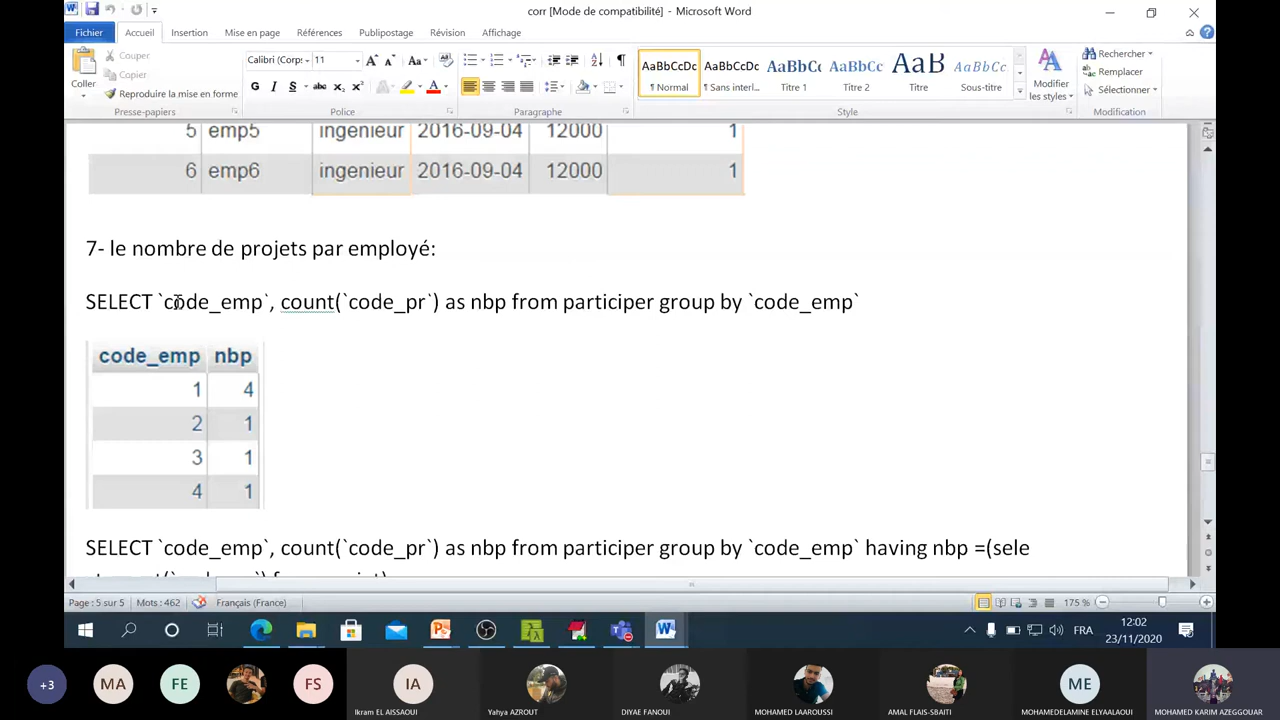 corr [Mode de compatibilité] - Microsoft Word
Fichier Accueil Insertion Mise en page Références Publipostage Révision Affichage
Coller
Couper
Copier
Reproduire la mise en forme
Presse-papiers
Calibri (Corps 11
Police
Paragraphe
AaBbCcDc AaBbCcDc AaBbCc AaBbCc AaB AaBbCcDc
¶ Normal ¶ Sans interl... Titre 1 Titre 2 Titre Sous-titre
Style
Modifier
les styles
Rechercher
Remplacer
Sélectionner
Modification
5 emp5 ingenieur 2016-09-04 12000 1
6 emp6 ingenieur 2016-09-04 12000 1
7- le nombre de projets par employé:
SELECT `code_emp`, count(`code_pr`) as nbp from participer group by `code_emp`
code_emp nbp
1 4
2 1
3 1
4 1
SELECT `code_emp`, count(`code_pr`) as nbp from participer group by `code_emp` having nbp =(sele
Page : 5 sur 5 Mots : 462 Français (France) 175 %
FRA
12:02
23/11/2020
+3 MA FE FS IA ME
Ikram EL AISSAOUI Yahya AZROUT DIYAE FANOUI MOHAMED LAAROUSSI AMAL FLAIS-SBAITI MOHAMEDELAMINE ELYAALAOUI MOHAMED KARIM AZEGGOUAR